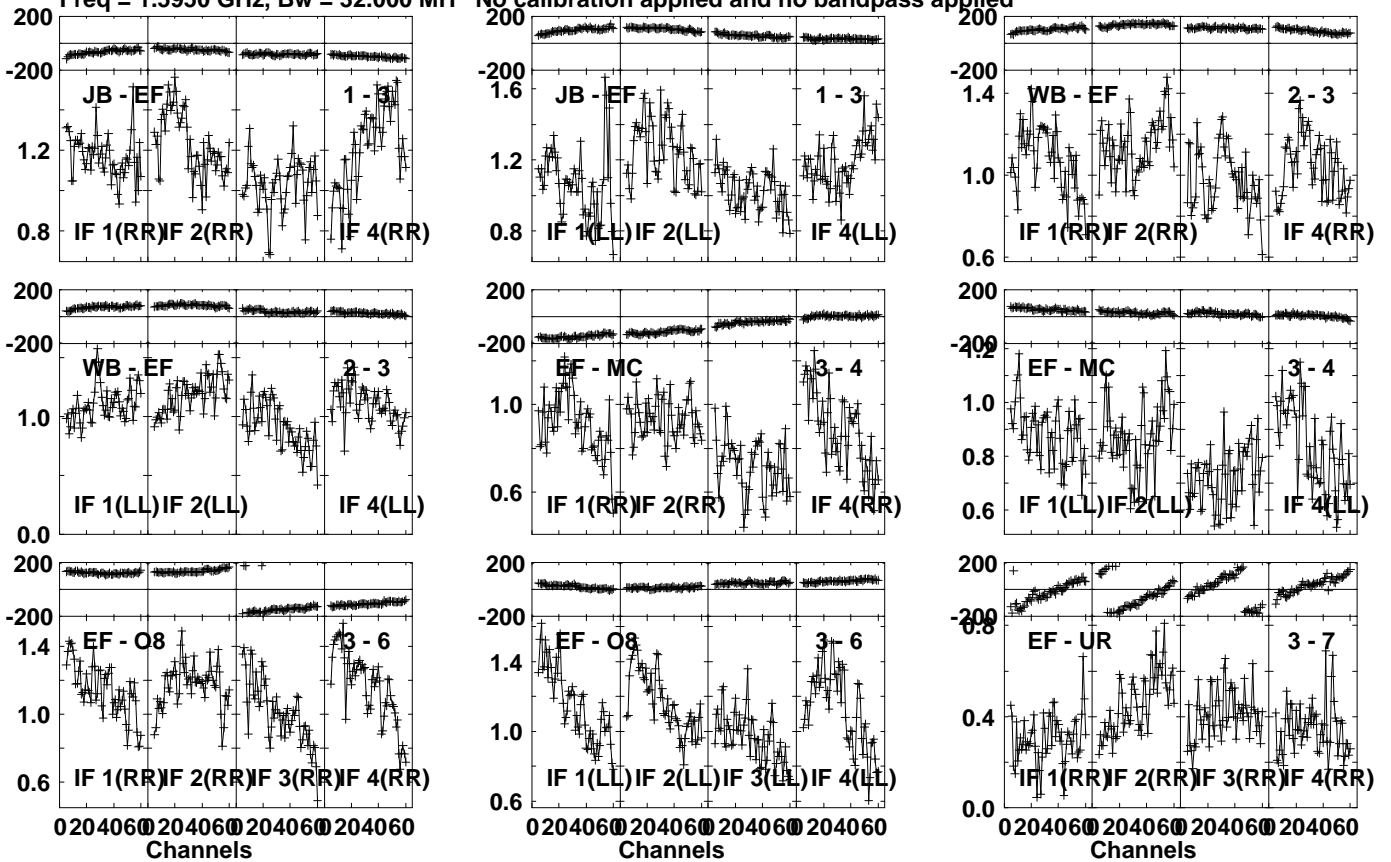 Freq = 1.5950 GHz, Bw = 32.000 MH No calibration applied and no bandpass applied
200
-200
JB - EF 1 - 3
1.2
0.8
IF 1(RR) IF 2(RR) IF 4(RR)
200
-200
JB - EF 1 - 3
1.6
1.2
0.8
IF 1(LL) IF 2(LL) IF 4(LL)
200
-200
WB - EF 2 - 3
1.4
1.0
0.6
IF 1(RR) IF 2(RR) IF 4(RR)
200
-200
WB - EF 2 - 3
1.0
0.0
IF 1(LL) IF 2(LL) IF 4(LL)
200
-200
EF - MC 3 - 4
1.0
0.6
IF 1(RR) IF 2(RR) IF 4(RR)
200
-200
1.2
EF - MC 3 - 4
1.0
0.8
0.6
IF 1(LL) IF 2(LL) IF 4(LL)
200
-200
EF - O8 3 - 6
1.4
1.0
0.6
IF 1(RR) IF 2(RR) IF 3(RR) IF 4(RR)
0 20 40 60 0 20 40 60 0 20 40 60 0 20 40 60
Channels
200
-200
EF - O8 3 - 6
1.4
1.0
0.6
IF 1(LL) IF 2(LL) IF 3(LL) IF 4(LL)
0 20 40 60 0 20 40 60 0 20 40 60 0 20 40 60
Channels
200
-200
0.8
EF - UR 3 - 7
0.4
0.0
IF 1(RR) IF 2(RR) IF 3(RR) IF 4(RR)
0 20 40 60 0 20 40 60 0 20 40 60 0 20 40 60
Channels